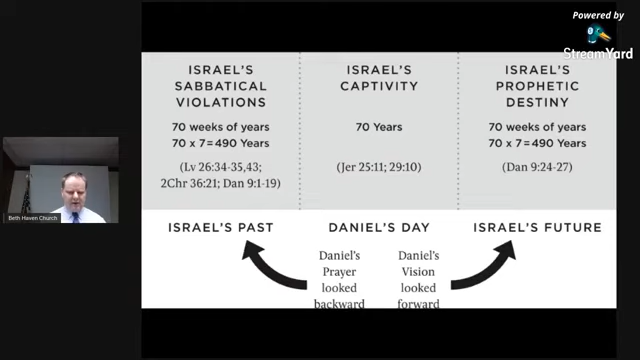 Powered by
StreamYard
ISRAEL'S
SABBATICAL
VIOLATIONS
70 weeks of years
70 x 7=490 Years
(Lv 26:34-35,43;
2Chr 36:21; Dan 9:1-19)
ISRAEL'S
CAPTIVITY
70 Years
(Jer 25:11; 29:10)
ISRAEL'S
PROPHETIC
DESTINY
70 weeks of years
70 x 7=490 Years
(Dan 9:24-27)
ISRAEL'S PAST
DANIEL'S DAY
ISRAEL'S FUTURE
Daniel's
Prayer
looked
backward
Daniel's
Vision
looked
forward
Beth Haven Church